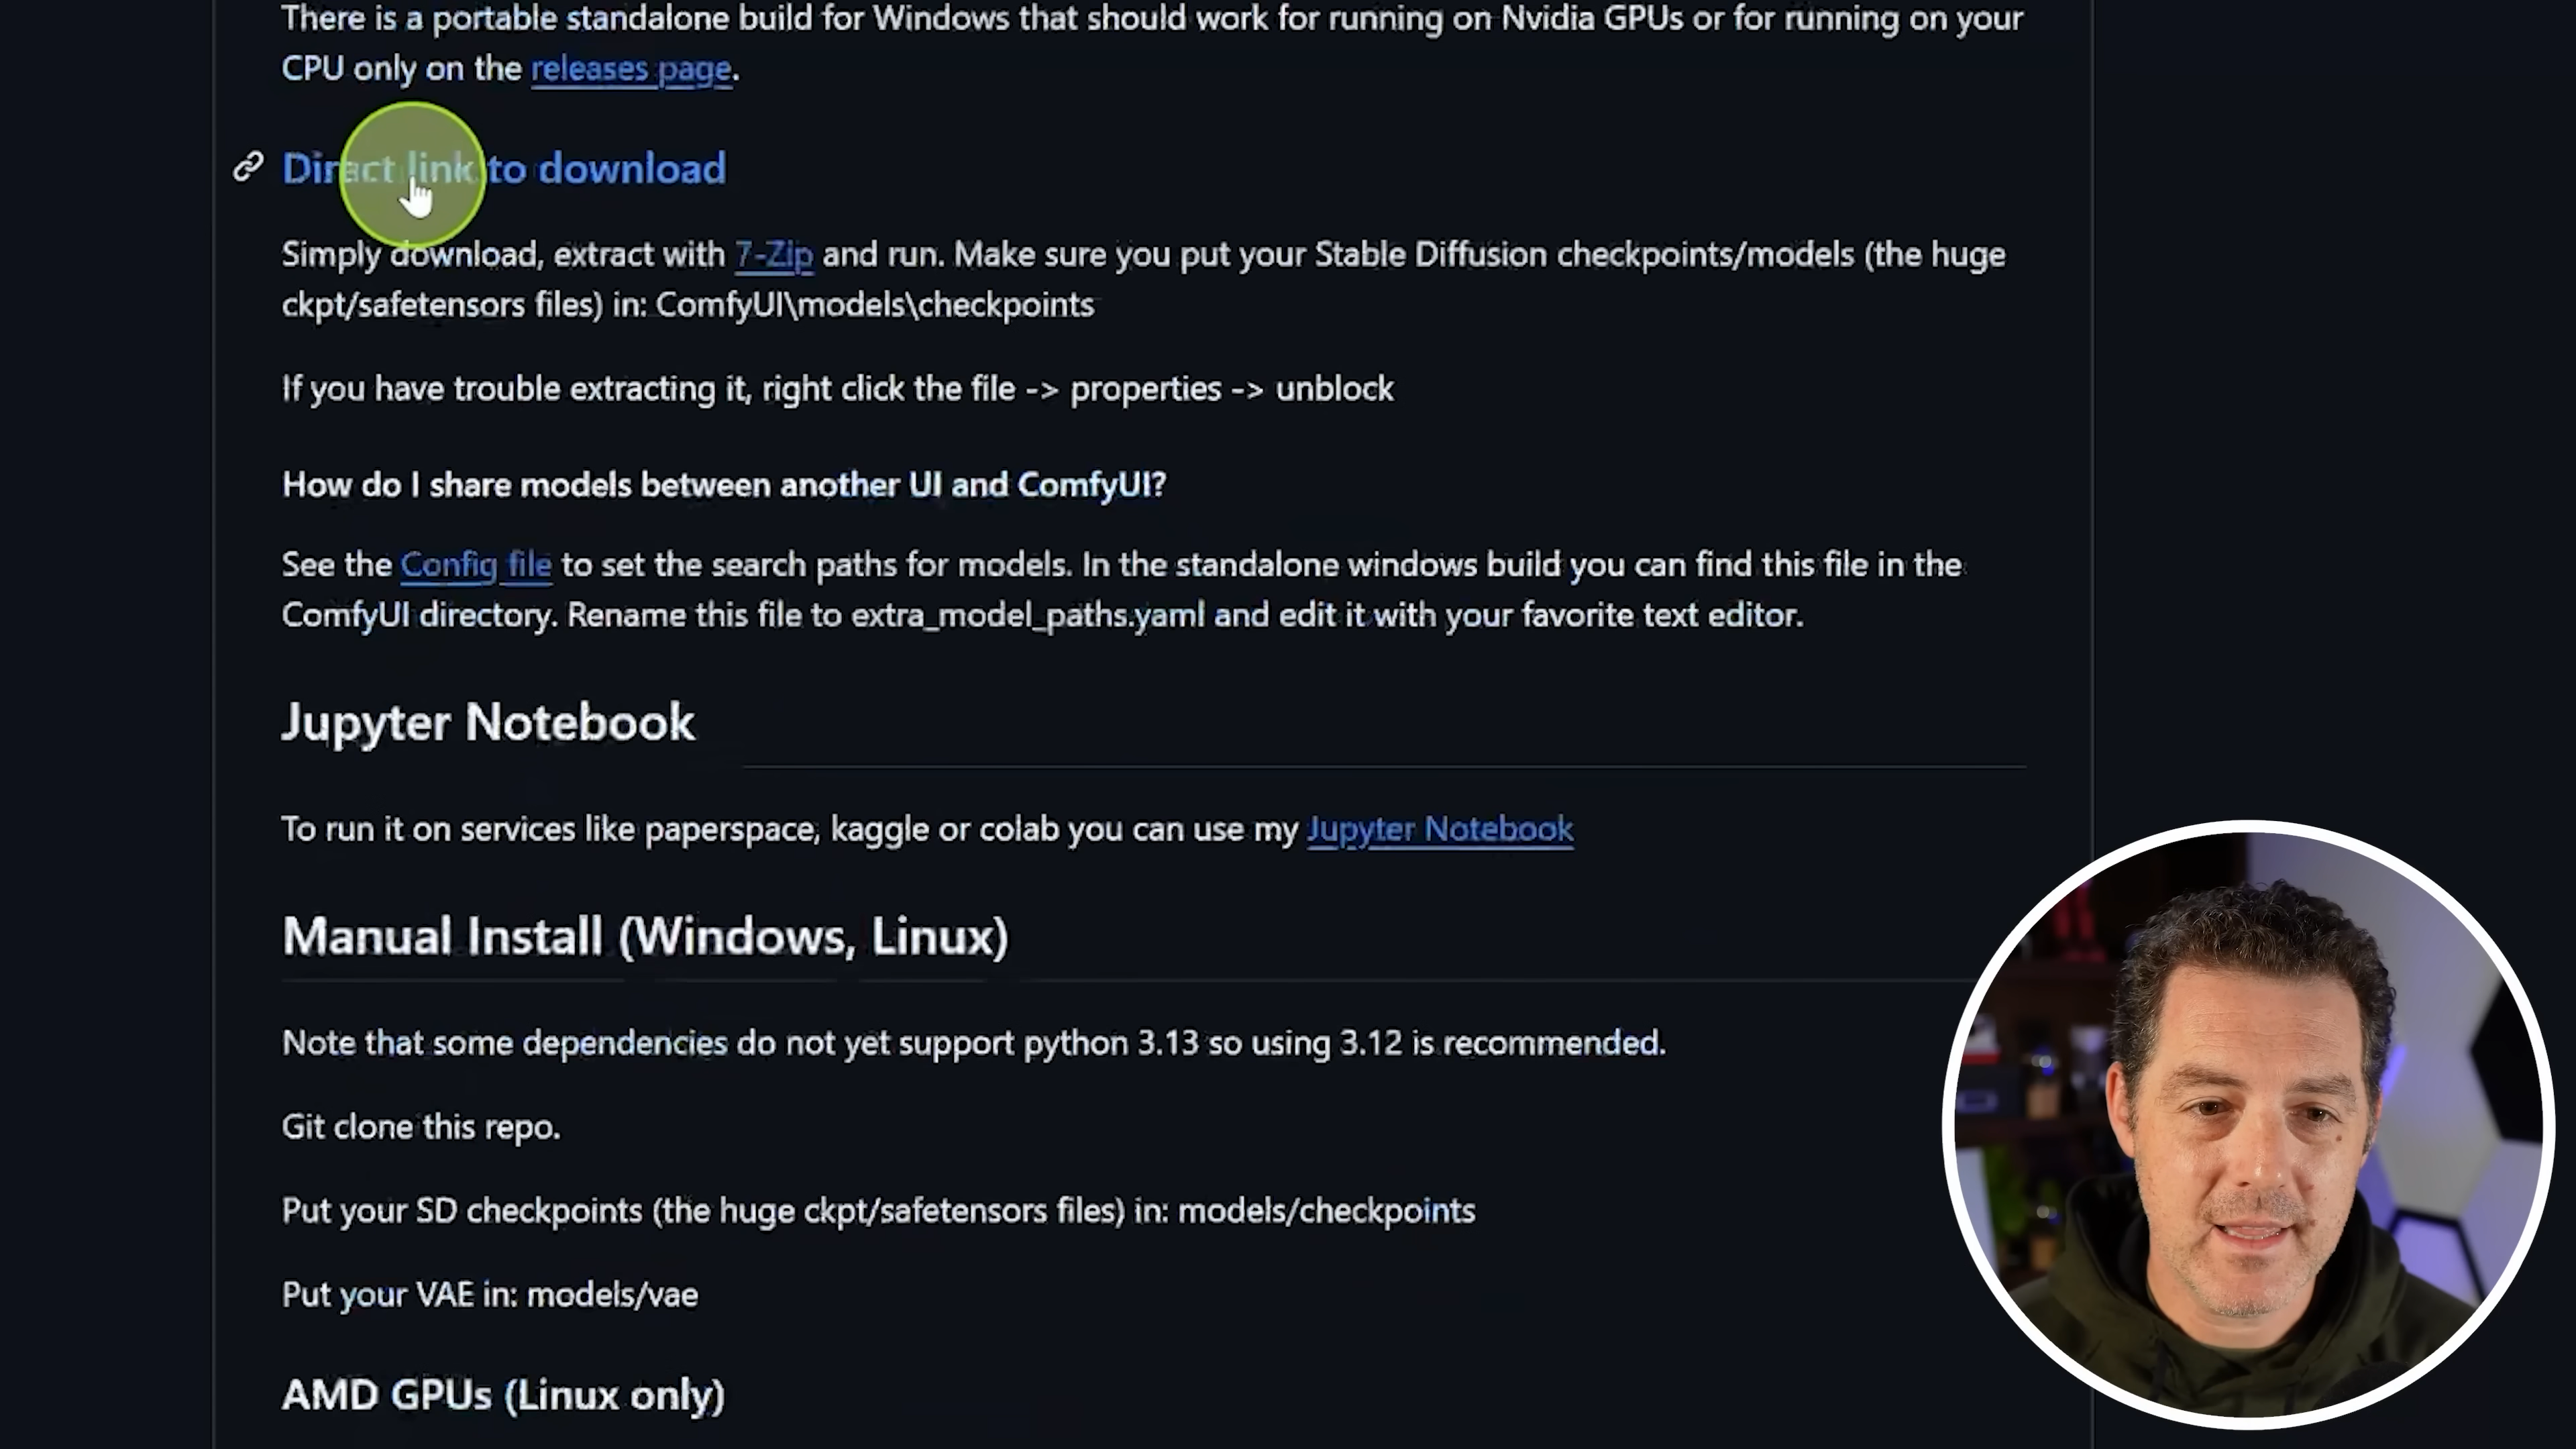 There is a portable standalone build for Windows that should work for running on Nvidia GPUs or for running on your
CPU only on the releases page.
Direct link to download
Simply download, extract with 7-Zip and run. Make sure you put your Stable Diffusion checkpoints/models (the huge
ckpt/safetensors files) in: ComfyUI\models\checkpoints
If you have trouble extracting it, right click the file -> properties -> unblock
How do I share models between another UI and ComfyUI?
See the Config file to set the search paths for models. In the standalone windows build you can find this file in the
ComfyUI directory. Rename this file to extra_model_paths.yaml and edit it with your favorite text editor.
Jupyter Notebook
To run it on services like paperspace, kaggle or colab you can use my Jupyter Notebook
Manual Install (Windows, Linux)
Note that some dependencies do not yet support python 3.13 so using 3.12 is recommended.
Git clone this repo.
Put your SD checkpoints (the huge ckpt/safetensors files) in: models/checkpoints
Put your VAE in: models/vae
AMD GPUs (Linux only)